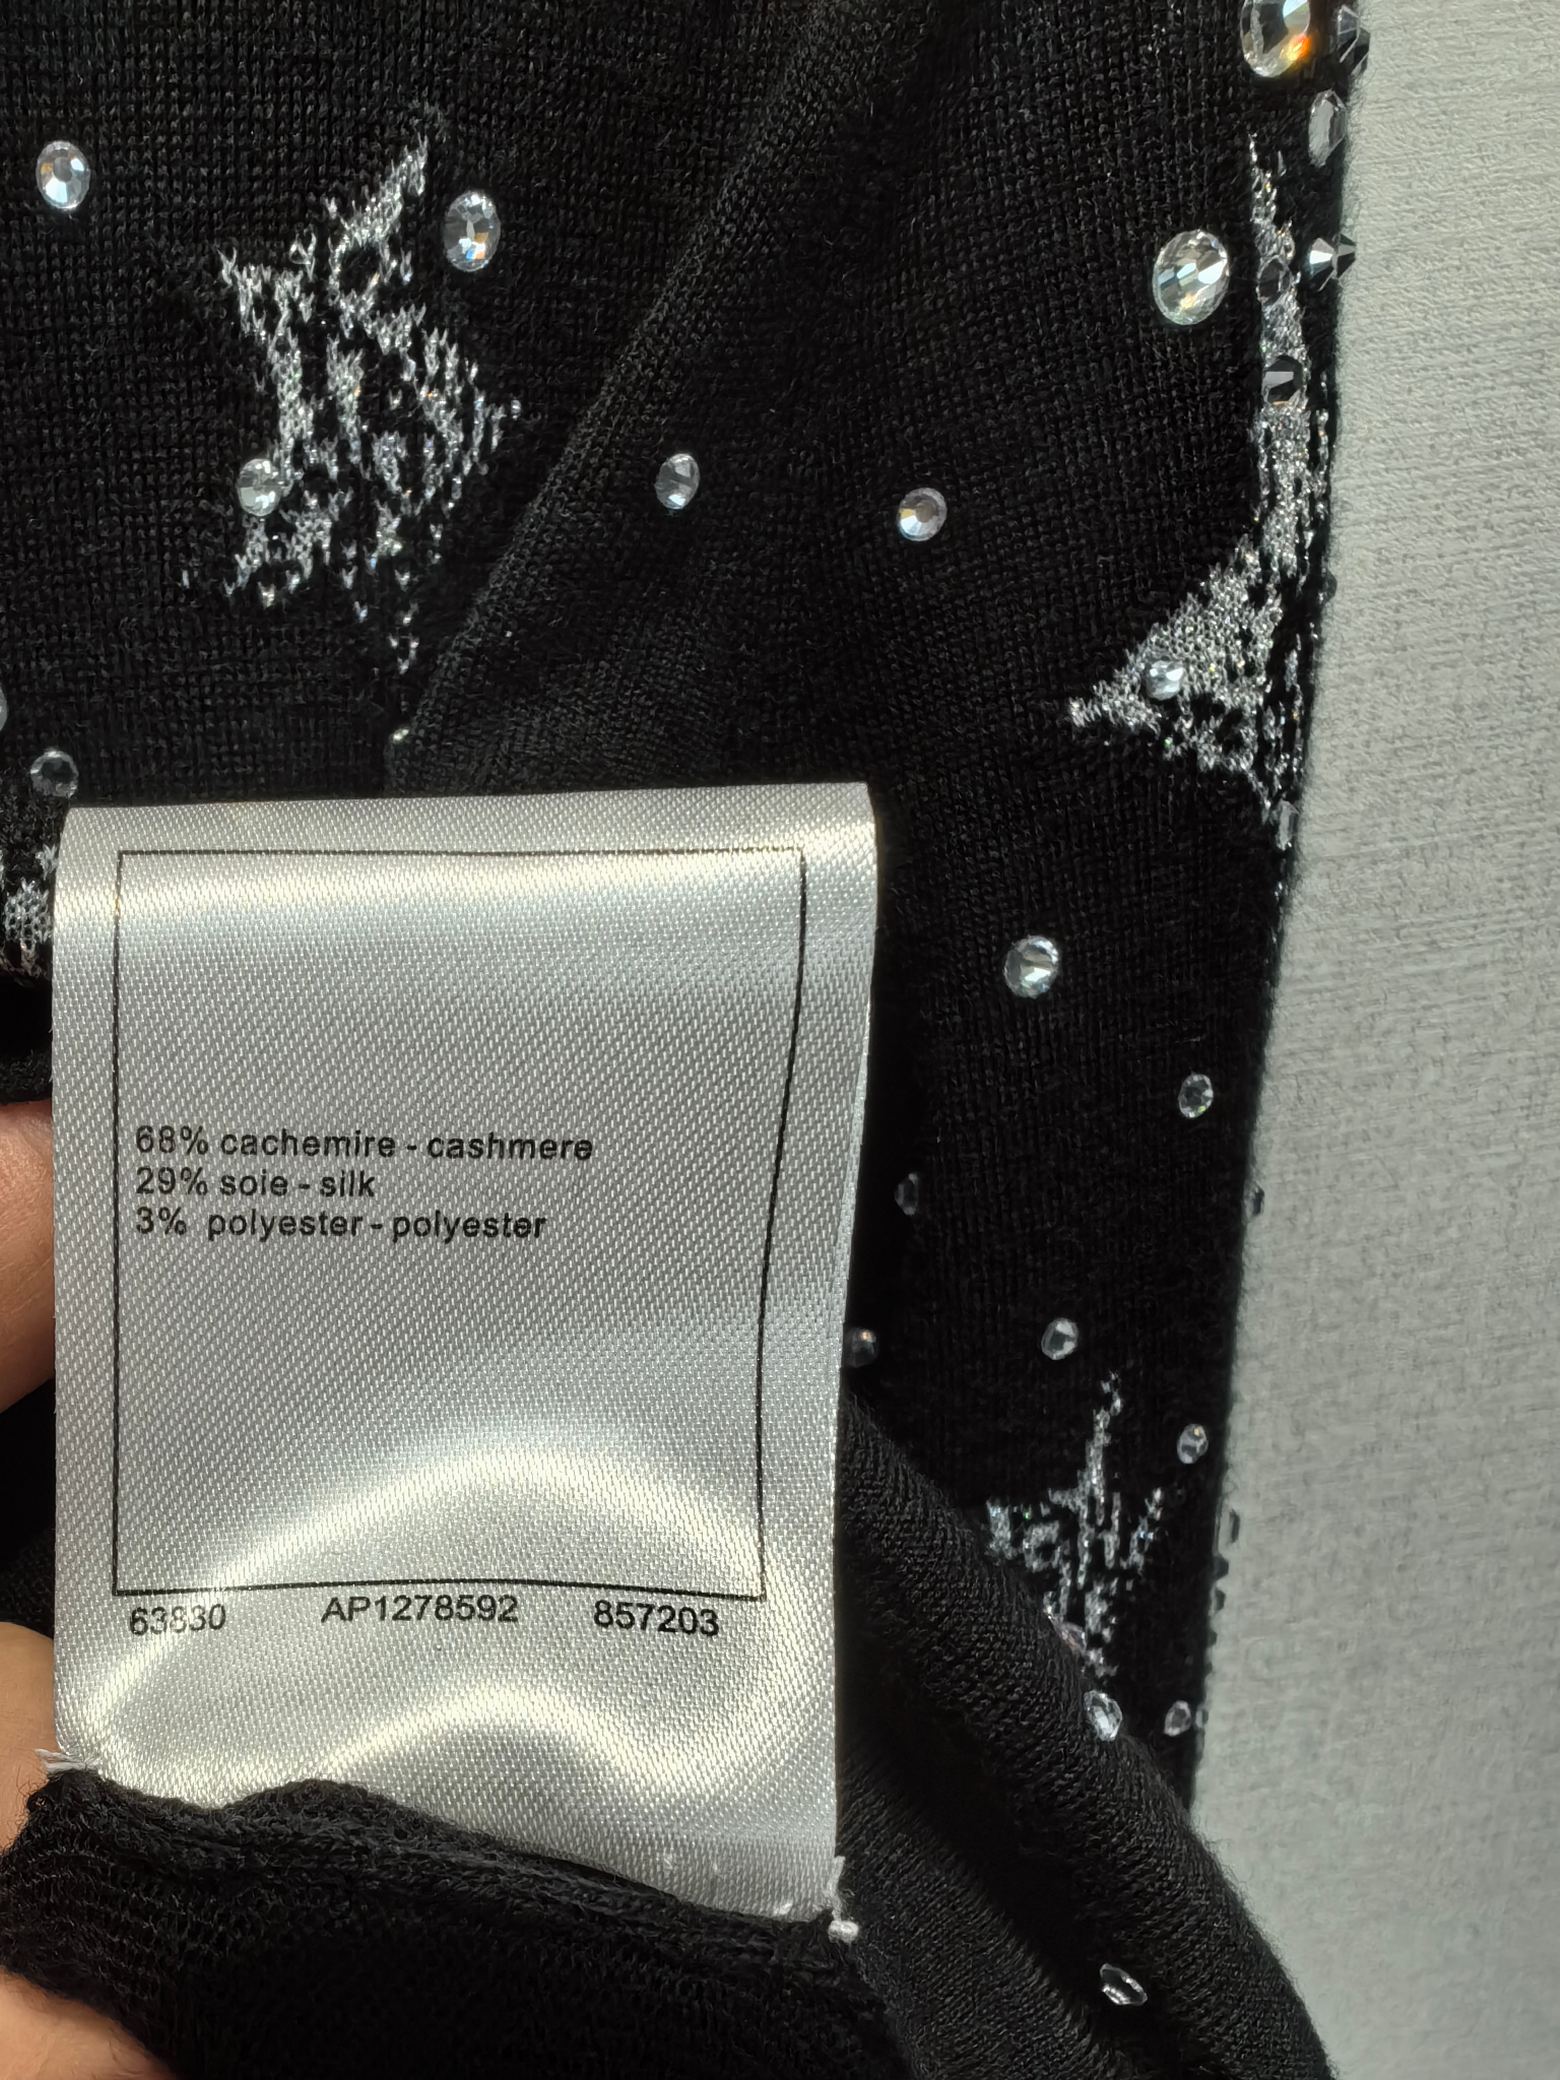 68% cachemire - cashmere
29% soie - silk
3% polyester - polyester
63830 AP1278592 857203